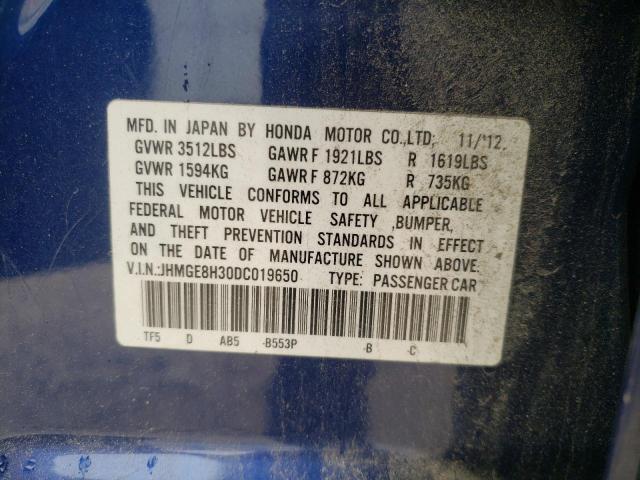 MFD. IN JAPAN BY HONDA MOTOR CO.,LTD; 11/12
GVWR 3512LBS GAWR F 1921LBS R 1619LBS
GVWR 1594KG GAWR F 872KG R 735KG
THIS VEHICLE CONFORMS TO ALL APPLICABLE
FEDERAL MOTOR VEHICLE SAFETY ,BUMPER,
AND THEFT PREVENTION STANDARDS IN EFFECT
ON THE DATE OF MANUFACTURE SHOWN ABOVE.
V.I.N.:JHMGE8H30DC019650 TYPE: PASSENGER CAR
TF5 D AB5 -B553P -B -C